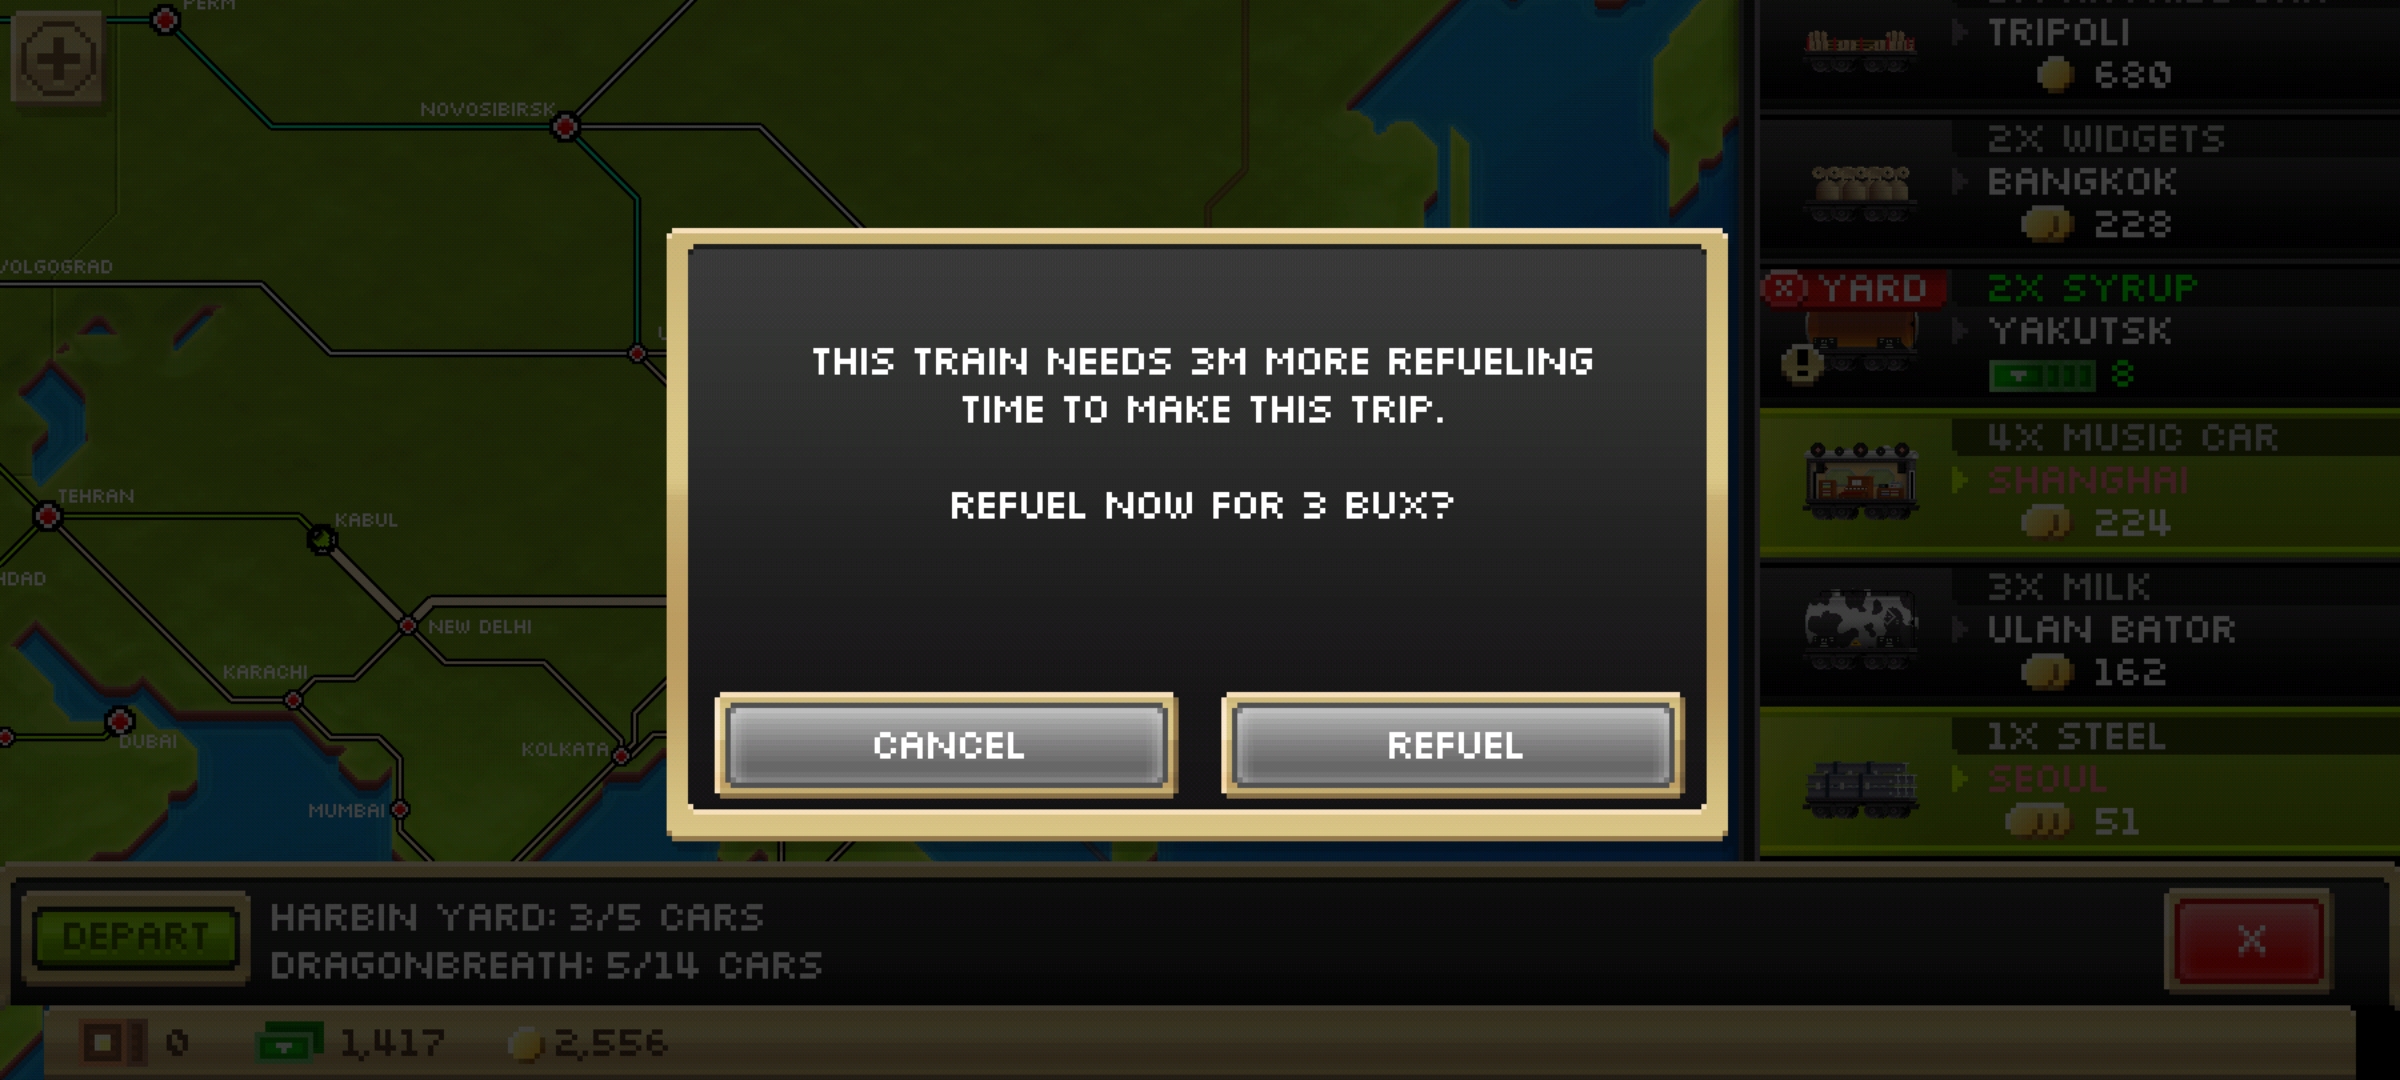 PERM
NOVOSIBIRSK
VOLGOGRAD
TEHRAN
KABUL
HDAD
NEW DELHI
KARACHI
DUBAI
KOLKATA
MUMBAI
THIS TRAIN NEEDS 3M MORE REFUELING
TIME TO MAKE THIS TRIP.
REFUEL NOW FOR 3 BUX?
CANCEL
REFUEL
TRIPOLI
680
2X WIDGETS
BANGKOK
228
YARD
2X SYRUP
YAKUTSK
8
4X MUSIC CAR
SHANGHAI
224
3X MILK
ULAN BATOR
162
1X STEEL
SEOUL
51
DEPART
HARBIN YARD: 3/5 CARS
DRAGONBREATH: 5/14 CARS
X
0
1,417
2,556